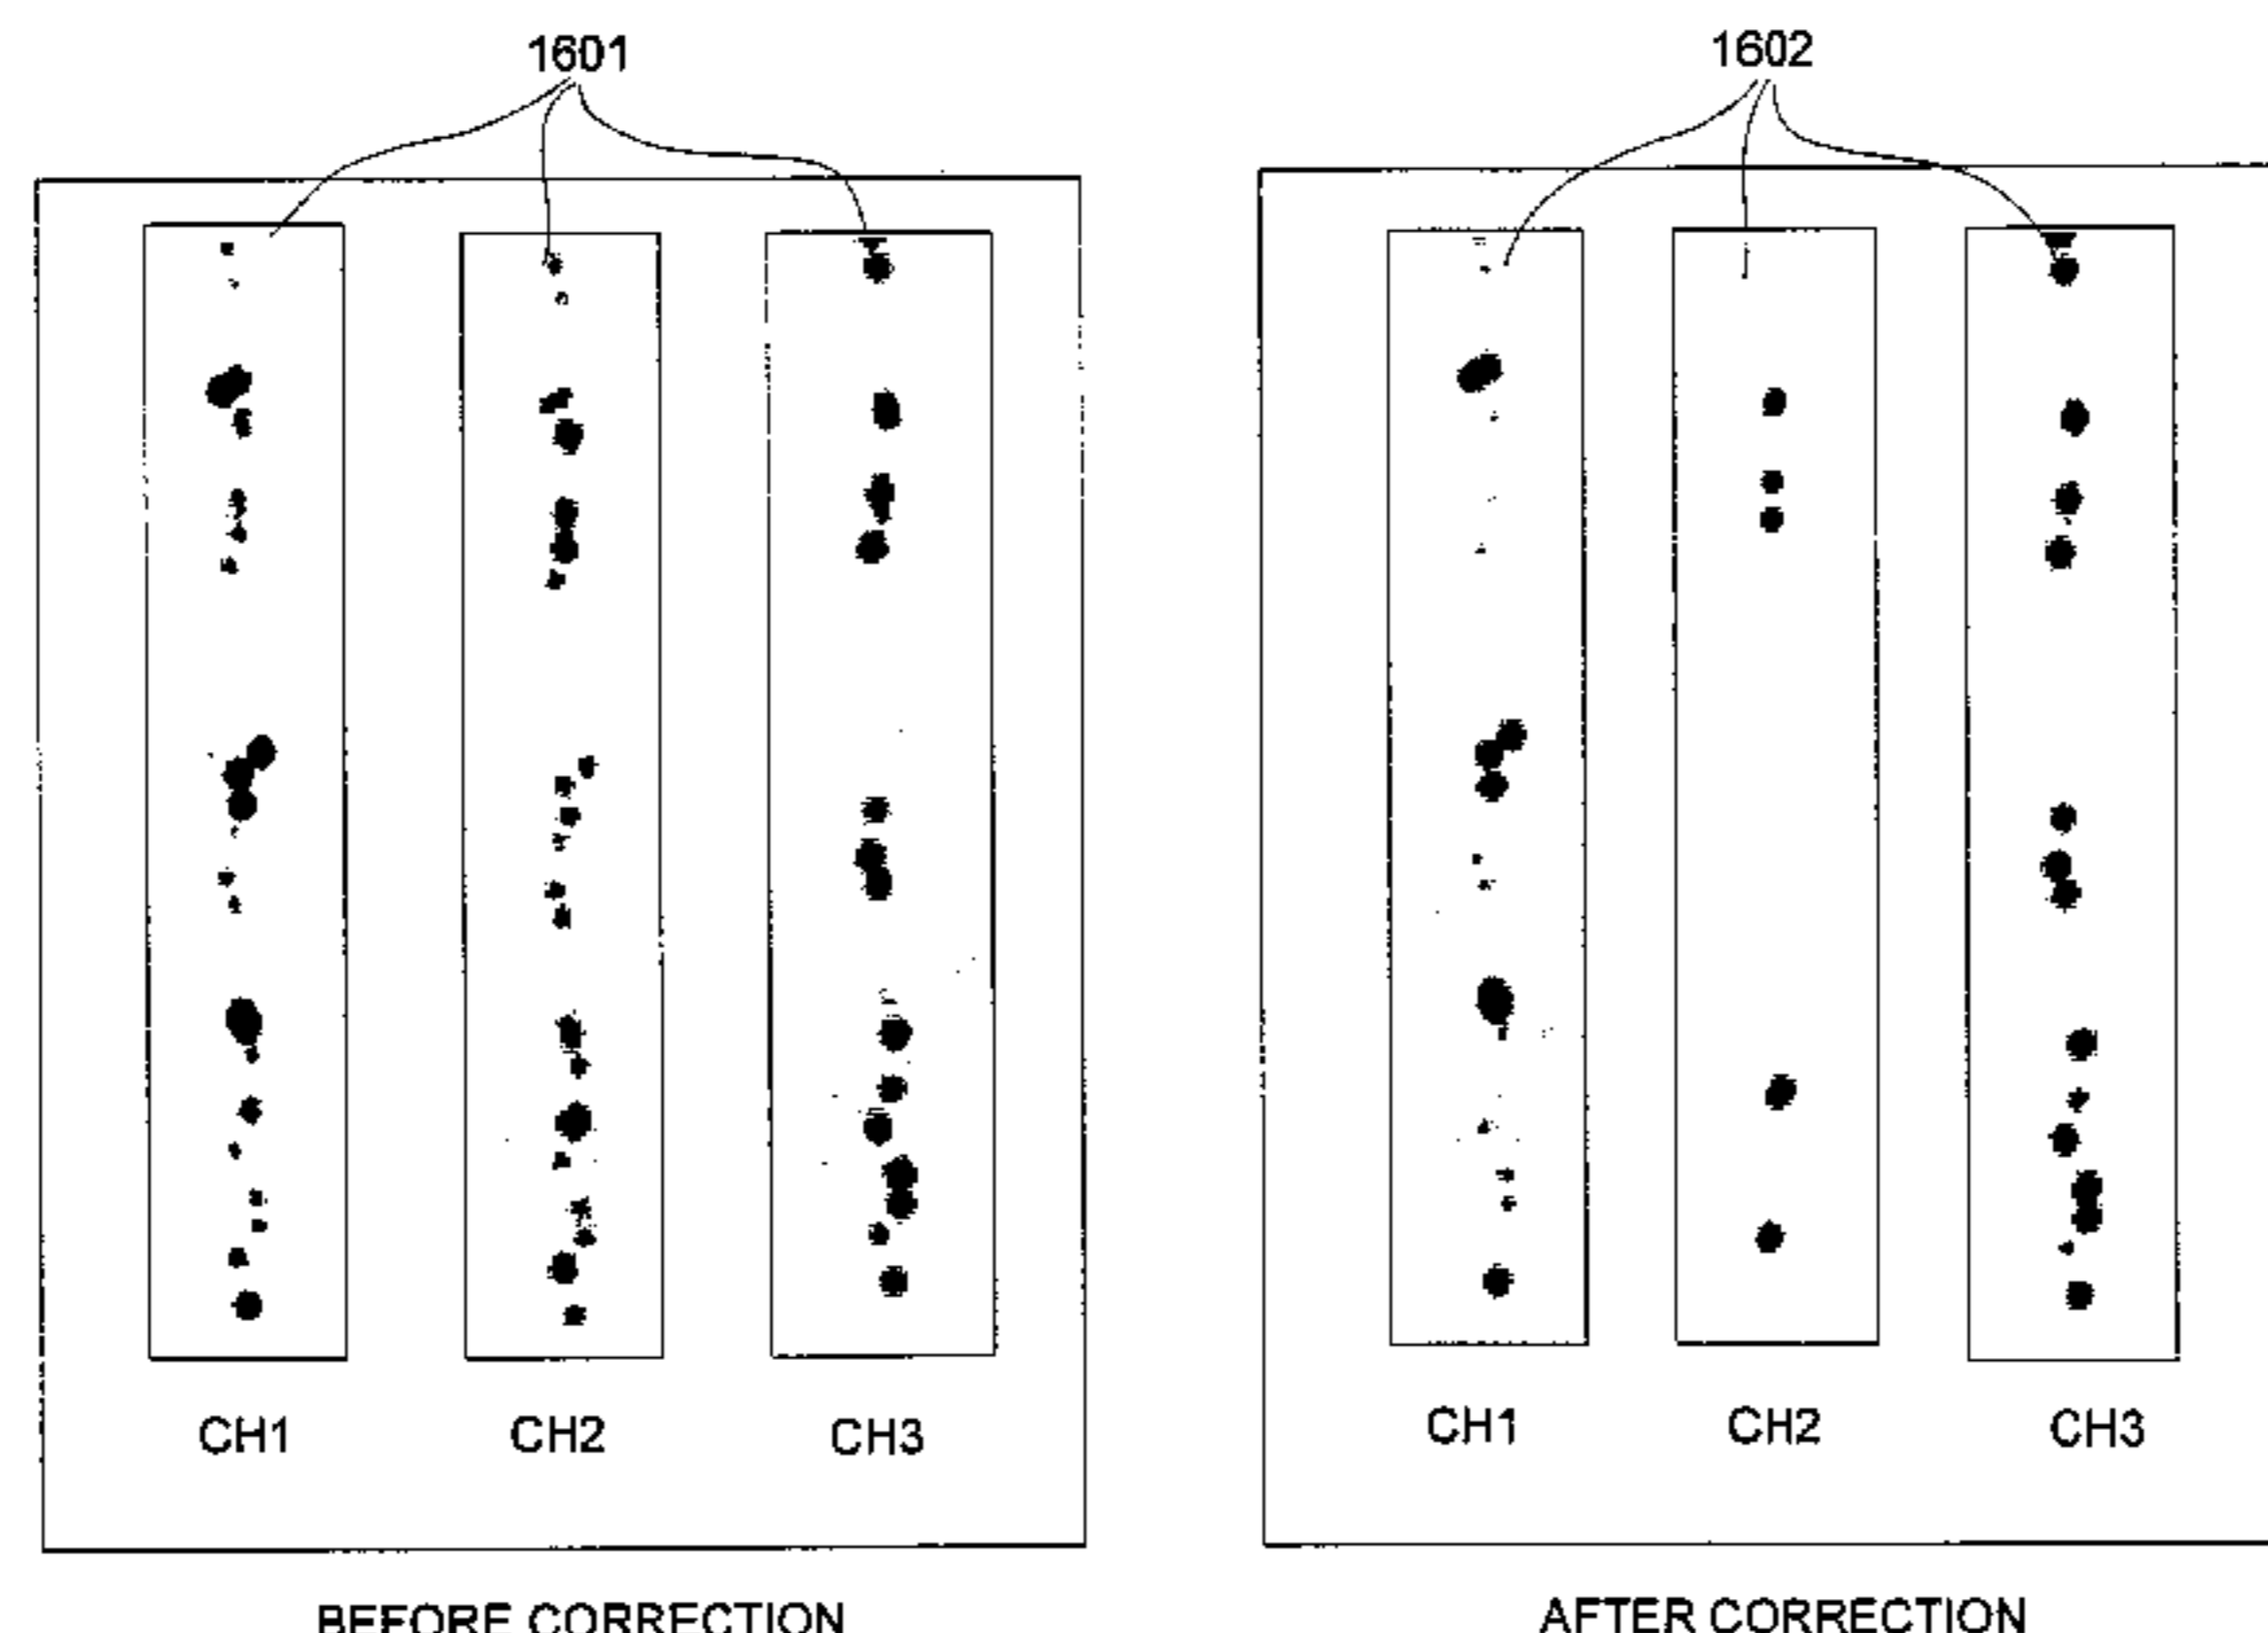 1601
1602
CH1 CH2 CH3
CH1 CH2 CH3
BEFORE CORRECTION
AFTER CORRECTION